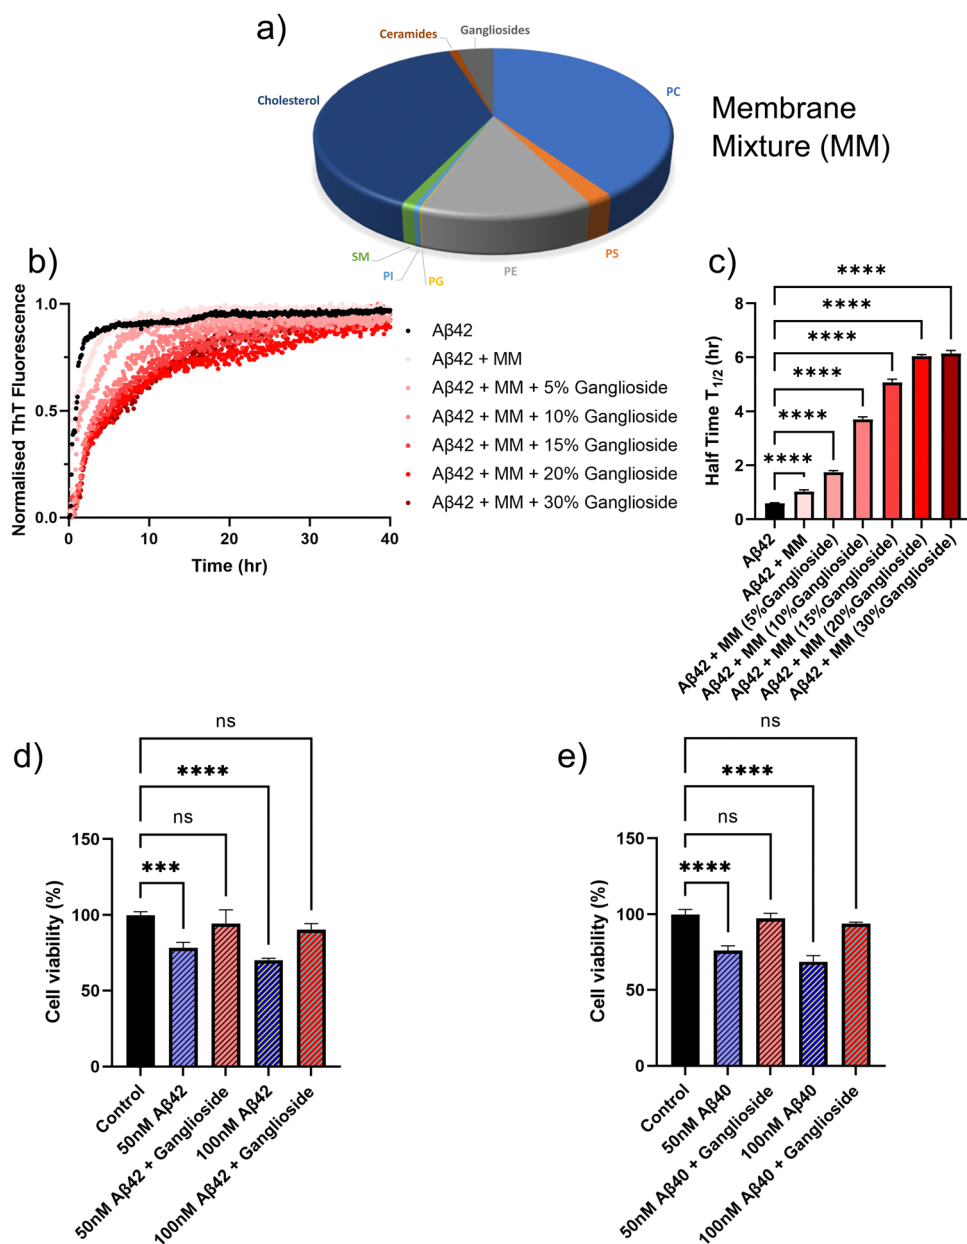 a)
Ceramides
Gangliosides
Cholesterol
PC
SM
PI
PG
PE
PS
Membrane
Mixture (MM)
b)
Normalised ThT Fluorescence
1.0
0.5
0.0
0
10
20
30
40
Time (hr)
Aβ42
Aβ42 + MM
Aβ42 + MM + 5% Ganglioside
Aβ42 + MM + 10% Ganglioside
Aβ42 + MM + 15% Ganglioside
Aβ42 + MM + 20% Ganglioside
Aβ42 + MM + 30% Ganglioside
c)
****
****
****
****
****
****
Half Time T1/2 (hr)
8
6
4
2
0
Aβ42
Aβ42 + MM
Aβ42 + MM (5%Ganglioside)
Aβ42 + MM (10%Ganglioside)
Aβ42 + MM (15%Ganglioside)
Aβ42 + MM (20%Ganglioside)
Aβ42 + MM (30%Ganglioside)
d)
ns
****
ns
***
Cell viability (%)
150
100
50
0
Control
50nM Aβ42
50nM Aβ42 + Ganglioside
100nM Aβ42
100nM Aβ42 + Ganglioside
e)
ns
****
ns
****
Cell viability (%)
150
100
50
0
Control
50nM Aβ40
50nM Aβ40 + Ganglioside
100nM Aβ40
100nM Aβ40 + Ganglioside